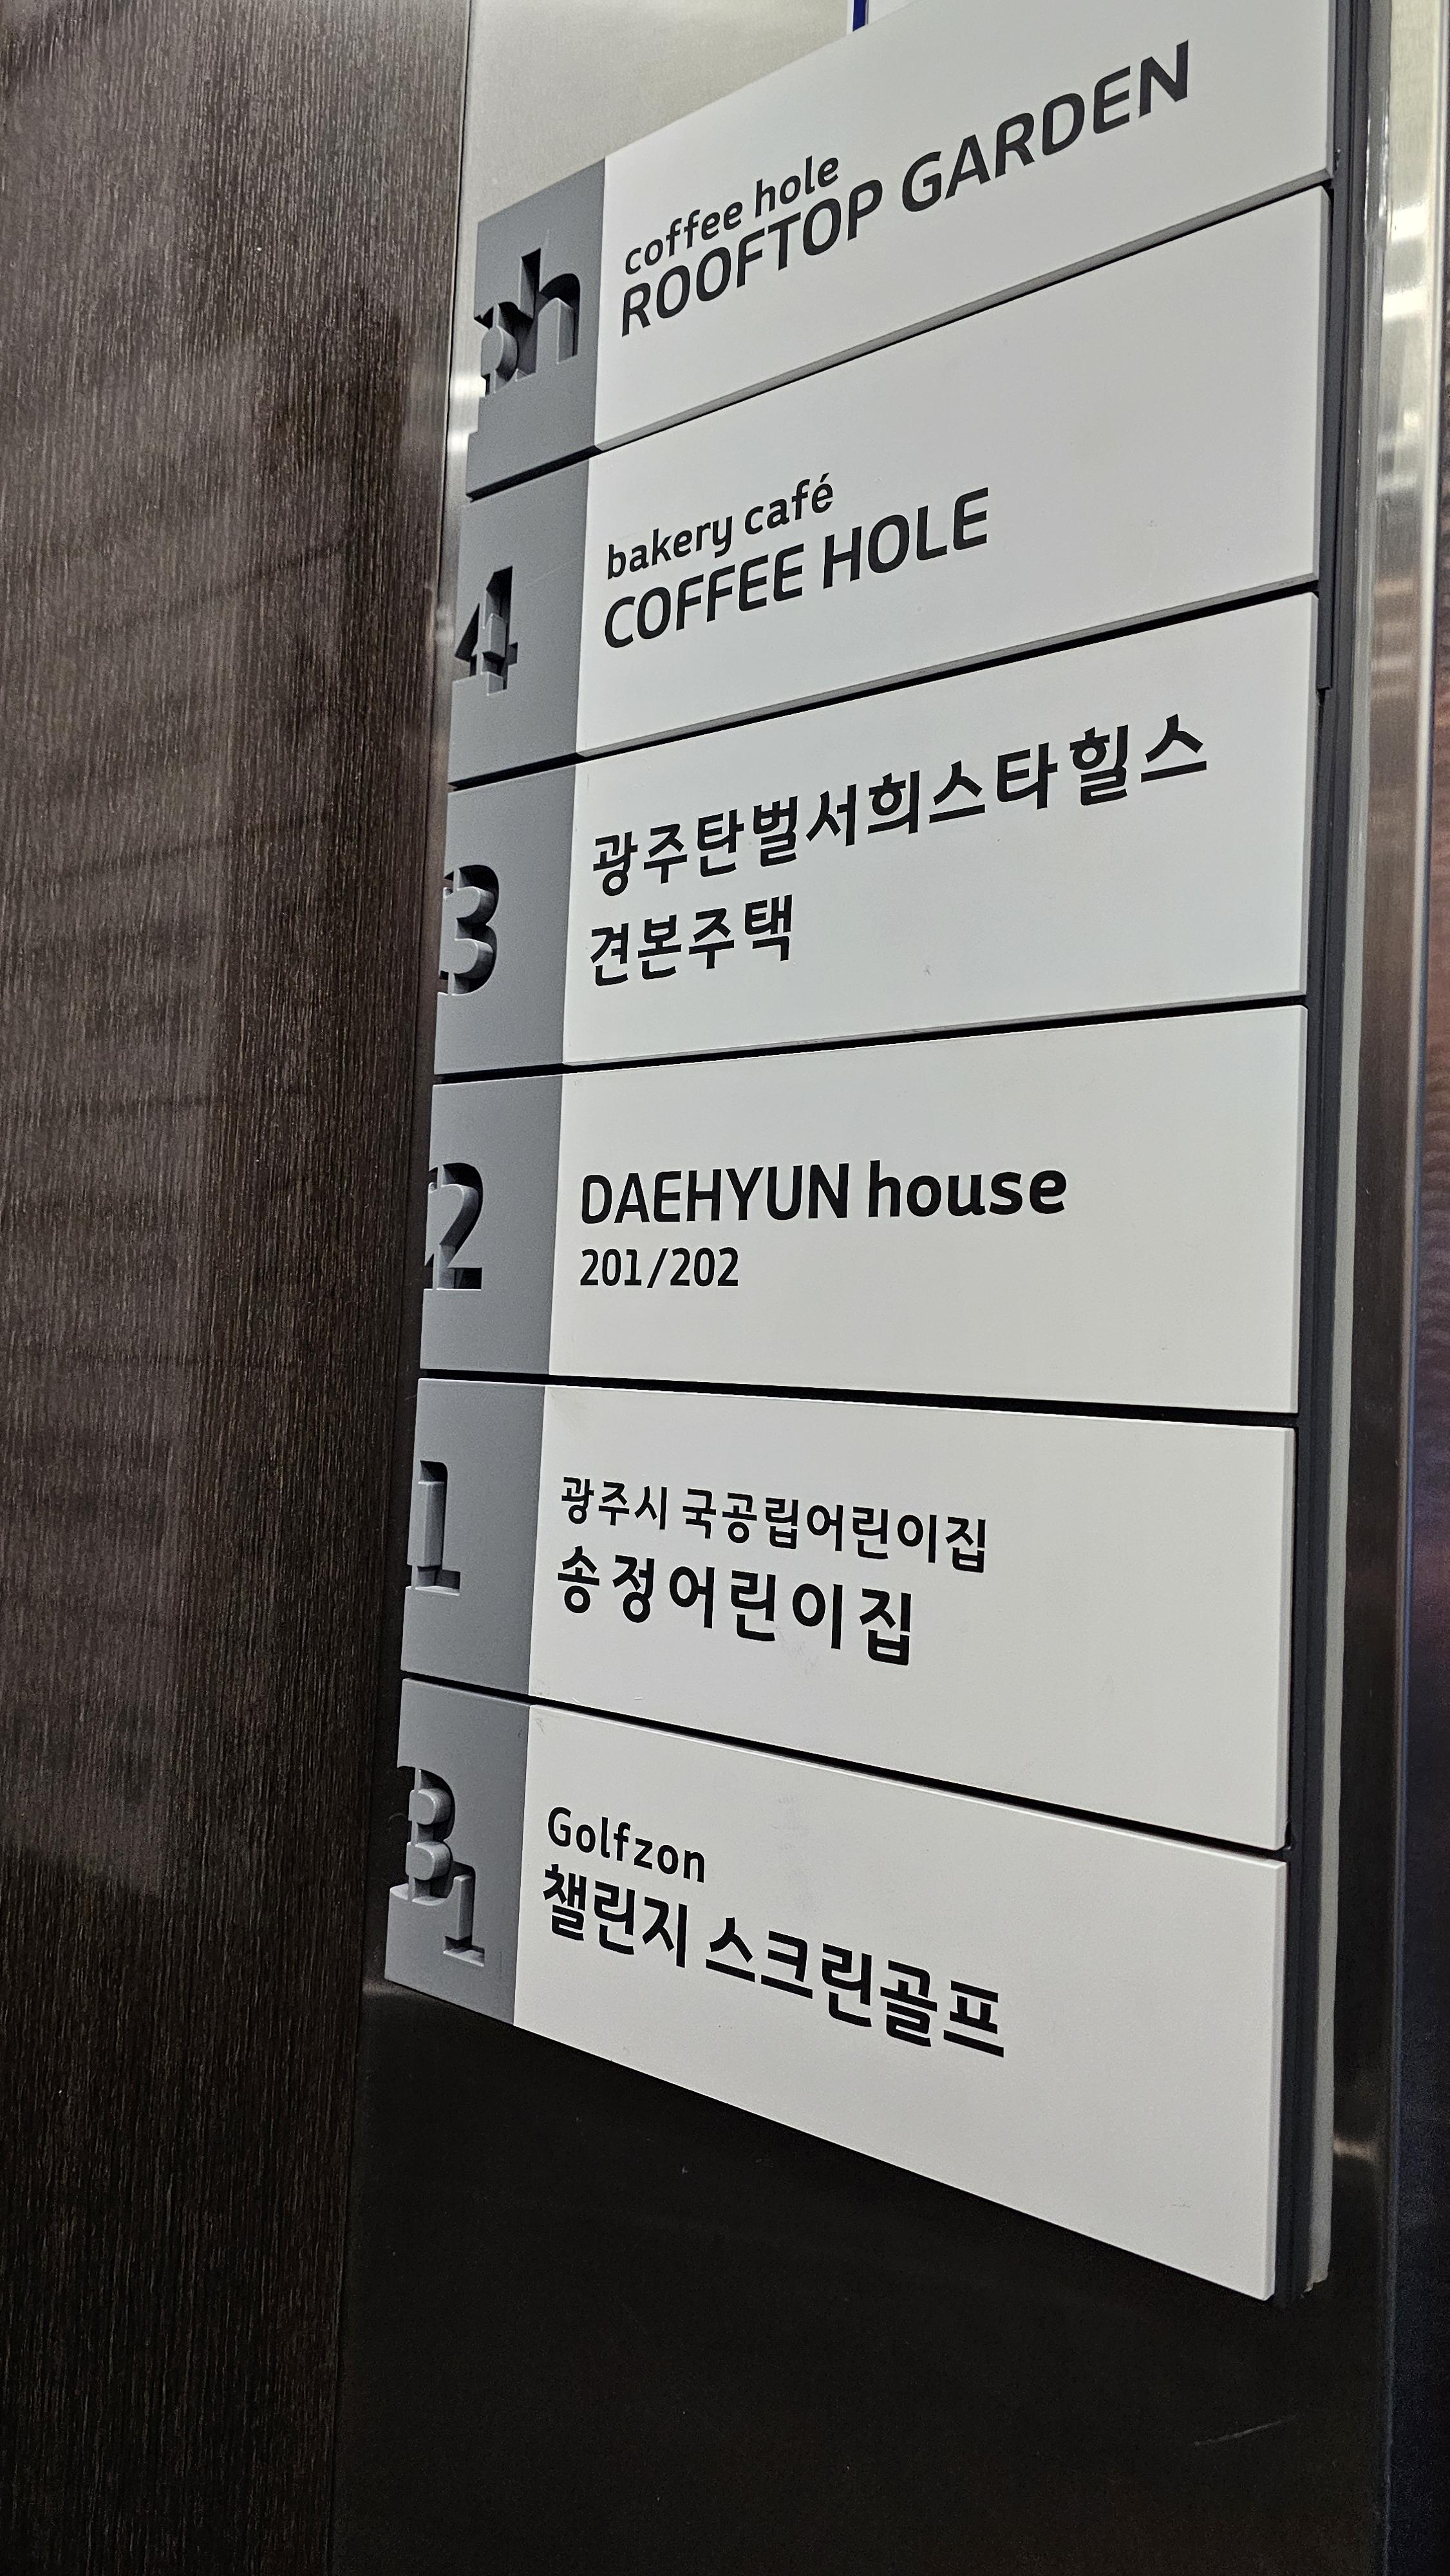 ph
coffee hole
ROOFTOP GARDEN
4
bakery café
COFFEE HOLE
3
광주탄벌서희스타힐스
견본주택
2
DAEHYUN house
201/202
1
광주시 국공립어린이집
송정어린이집
B1
Golfzon
챌린지 스크린골프